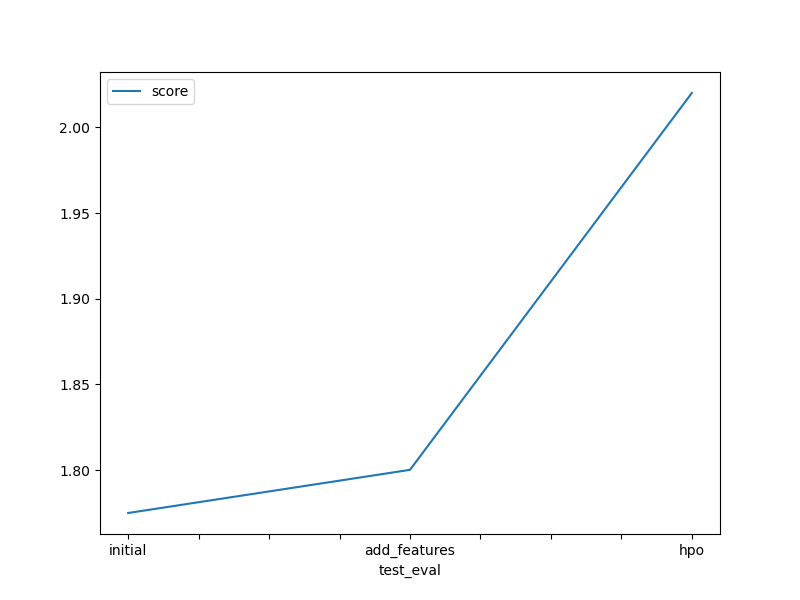 score
2.00
1.95
1.90
1.85
1.80
initial add_features hpo
test_eval